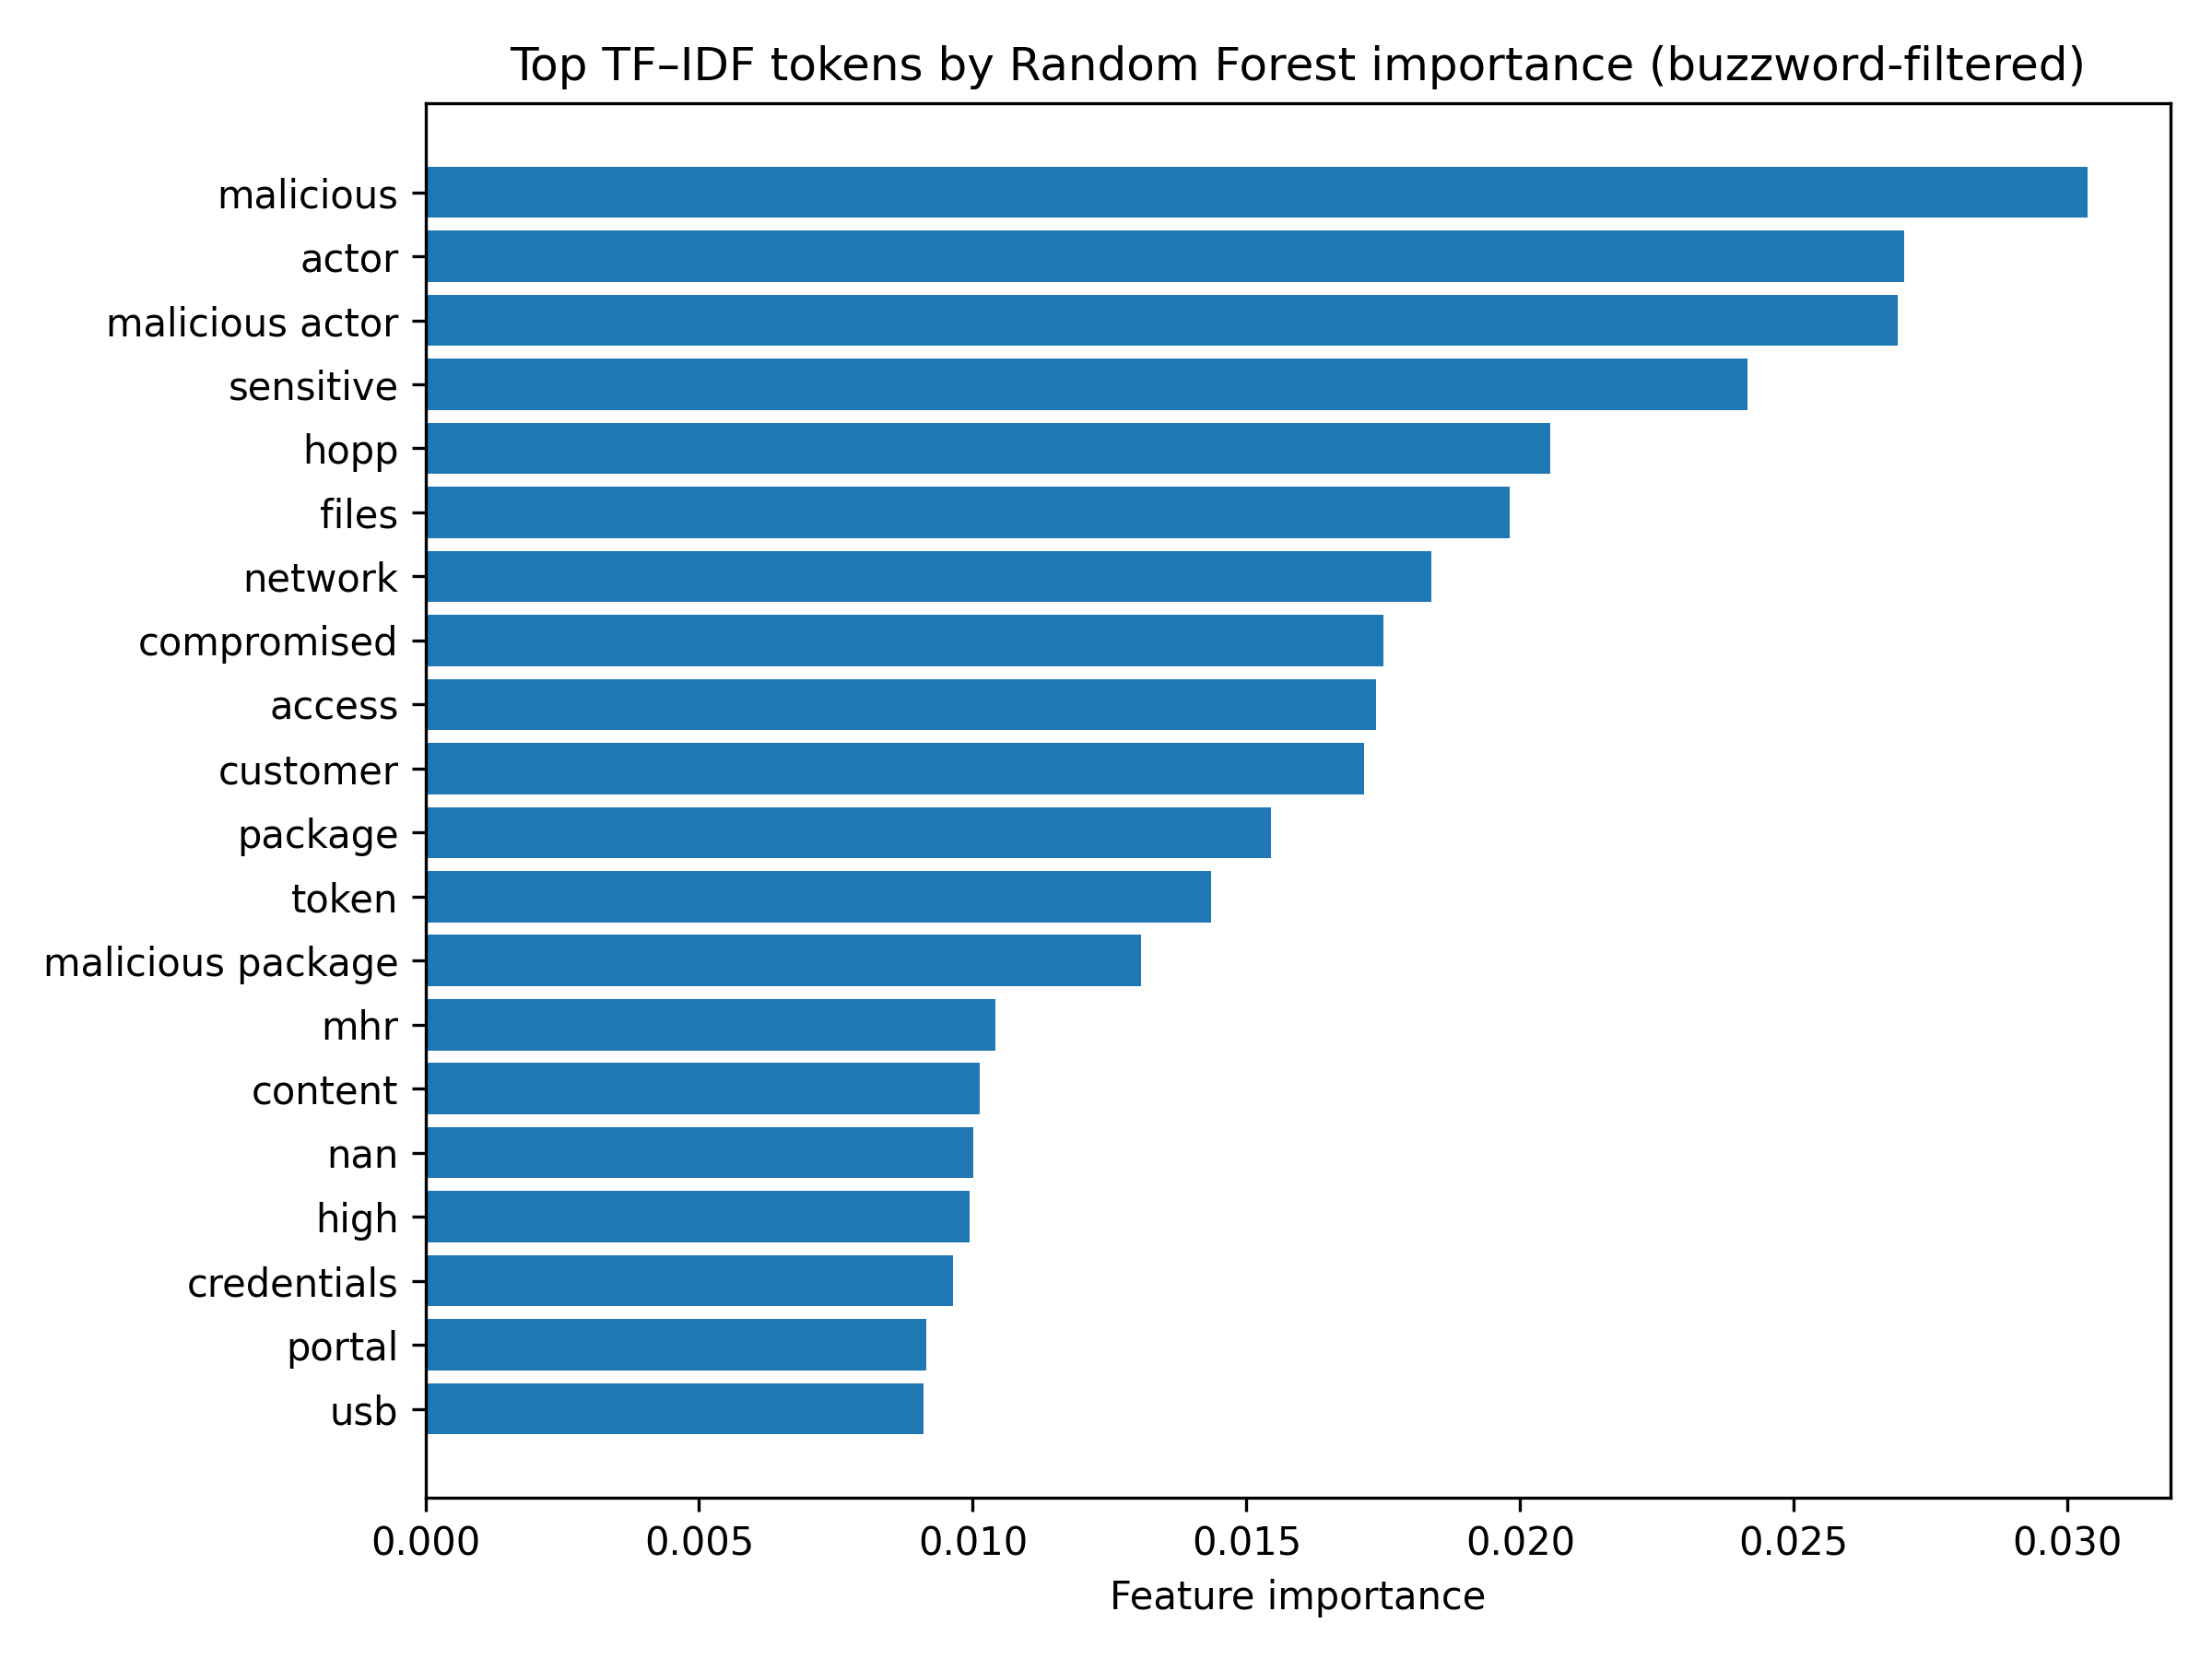 Top TF–IDF tokens by Random Forest importance (buzzword-filtered)
malicious
actor
malicious actor
sensitive
hopp
files
network
compromised
access
customer
package
token
malicious package
mhr
content
nan
high
credentials
portal
usb
0.000 0.005 0.010 0.015 0.020 0.025 0.030
Feature importance